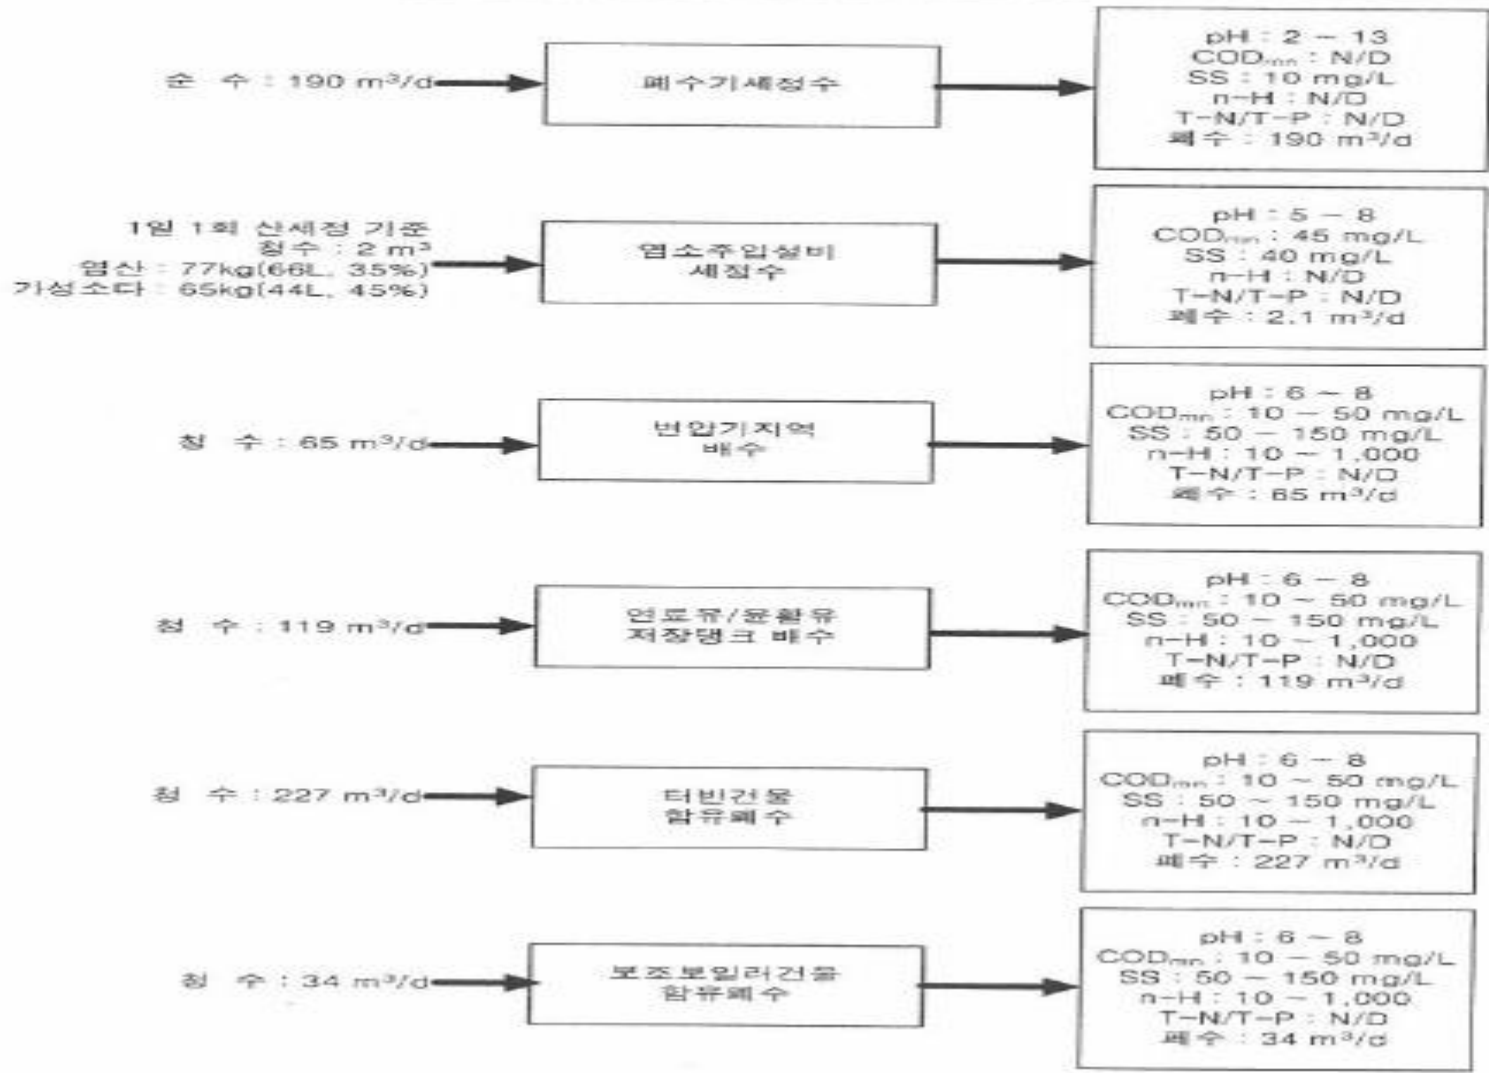 순 수 : 190 m³/d
폐수기세정수
pH : 2 ~ 13
COD_mn : N/D
SS : 10 mg/L
n-H : N/D
T-N/T-P : N/D
폐수 : 190 m³/d
1일 1회 산세정 기준
청수 : 2 m³
염산 : 77kg(66L, 35%)
가성소다 : 65kg(44L, 45%)
염소주입설비
세정수
pH : 5 ~ 8
COD_mn : 45 mg/L
SS : 40 mg/L
n-H : N/D
T-N/T-P : N/D
폐수 : 2.1 m³/d
청 수 : 65 m³/d
변압기지역
배수
pH : 6 ~ 8
COD_mn : 10 ~ 50 mg/L
SS : 50 ~ 150 mg/L
n-H : 10 ~ 1,000
T-N/T-P : N/D
폐수 : 65 m³/d
청 수 : 119 m³/d
연료유/윤활유
저장탱크 배수
pH : 6 ~ 8
COD_mn : 10 ~ 50 mg/L
SS : 50 ~ 150 mg/L
n-H : 10 ~ 1,000
T-N/T-P : N/D
폐수 : 119 m³/d
청 수 : 227 m³/d
터빈건물
함유폐수
pH : 6 ~ 8
COD_mn : 10 ~ 50 mg/L
SS : 50 ~ 150 mg/L
n-H : 10 ~ 1,000
T-N/T-P : N/D
폐수 : 227 m³/d
청 수 : 34 m³/d
보조보일러건물
함유폐수
pH : 6 ~ 8
COD_mn : 10 ~ 50 mg/L
SS : 50 ~ 150 mg/L
n-H : 10 ~ 1,000
T-N/T-P : N/D
폐수 : 34 m³/d